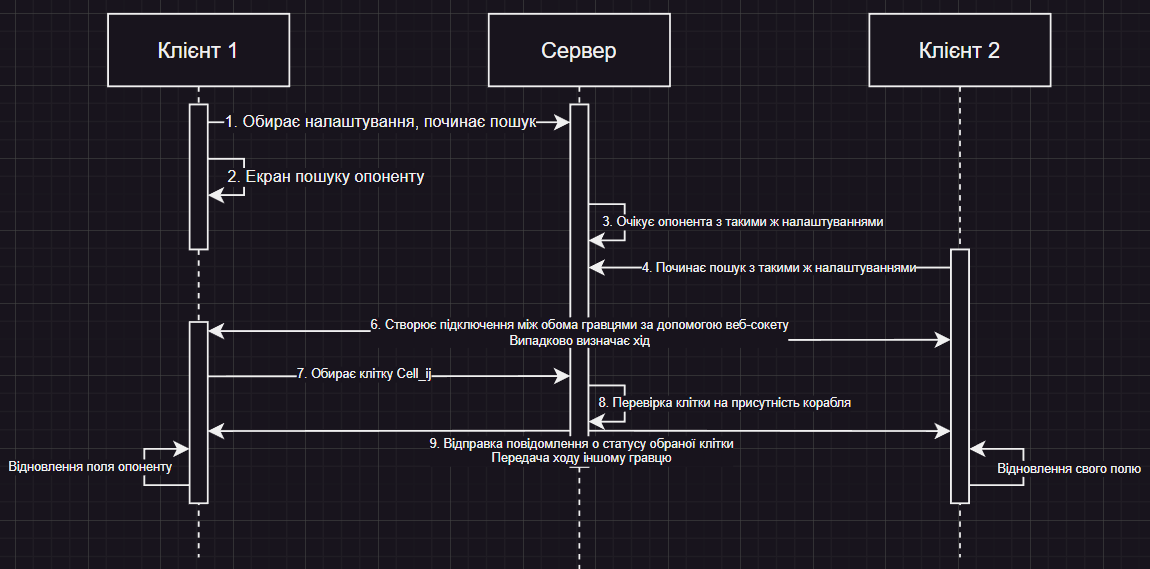 Клієнт 1
Сервер
Клієнт 2
1. Обирає налаштування, починає пошук
2. Екран пошуку опоненту
3. Очікує опонента з такими ж налаштуваннями
4. Починає пошук з такими ж налаштуваннями
6. Створює підключення між обома гравцями за допомогою веб-сокету
Випадково визначає хід
7. Обирає клітку Cell_ij
8. Перевірка клітки на присутність корабля
9. Відправка повідомлення о статусу обраної клітки
Передача ходу іншому гравцю
Відновлення поля опоненту
Відновлення свого полю